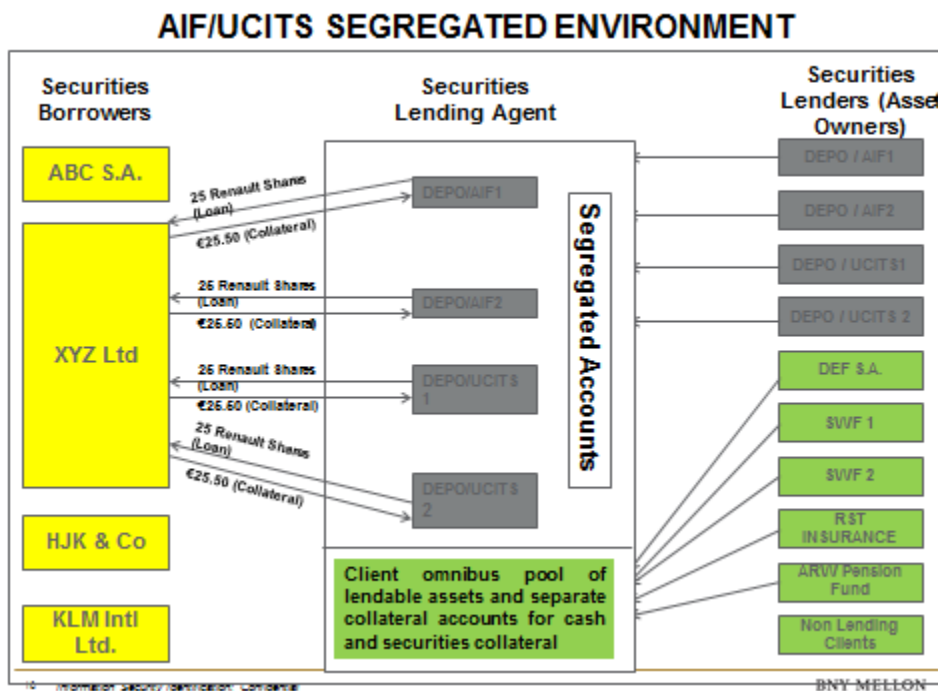 AIF/UCITS SEGREGATED ENVIRONMENT
Securities
Borrowers
Securities
Lending Agent
Securities
Lenders (Asset
Owners)
ABC S.A.
XYZ Ltd
HJK & Co
KLM Intl
Ltd.
25 Renault Shares
(Loan)
€25.50 (Collateral)
25 Renault Shares
(Loan)
€25.50 (Collateral)
25 Renault Shares
(Loan)
€25.50 (Collateral)
25 Renault Shares
(Loan)
€25.50 (Collateral)
DEPO/AIF1
DEPO/AIF2
DEPO/UCITS
1
DEPO/UCITS
2
Segregated Accounts
Client omnibus pool of
lendable assets and separate
collateral accounts for cash
and securities collateral
DEPO / AIF1
DEPO / AIF2
DEPO / UCITS1
DEPO / UCITS 2
DEF S.A.
SWF 1
SWF 2
RST
INSURANCE
ARW Pension
Fund
Non Lending
Clients
Information Security Identification: Confidential
BNY MELLON